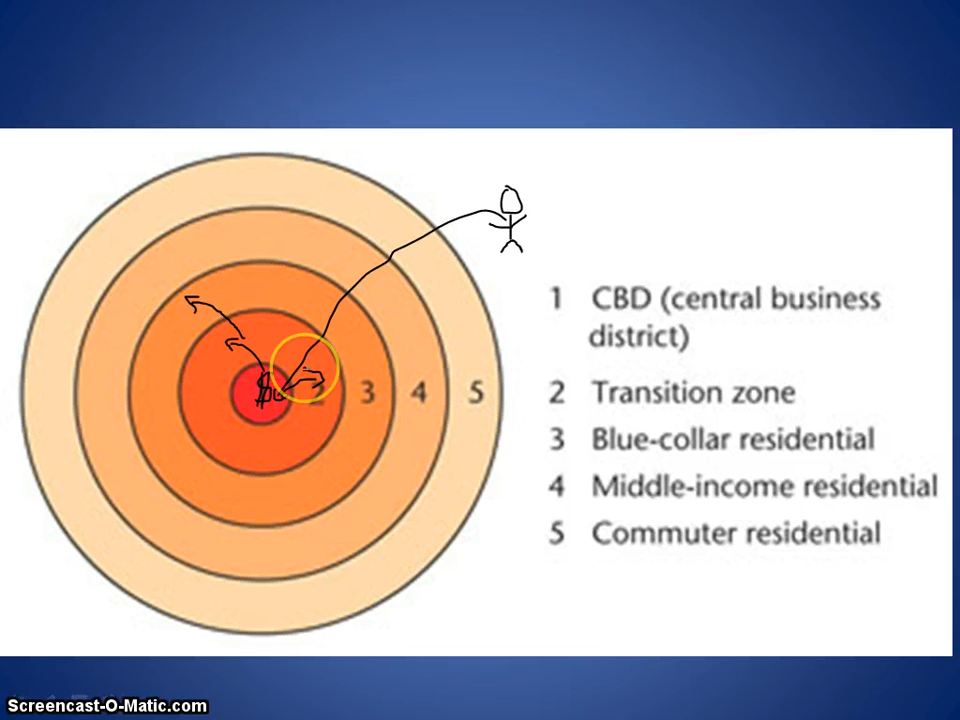 2 3 4 5
1 CBD (central business
district)
2 Transition zone
3 Blue-collar residential
4 Middle-income residential
5 Commuter residential
Screencast-O-Matic.com